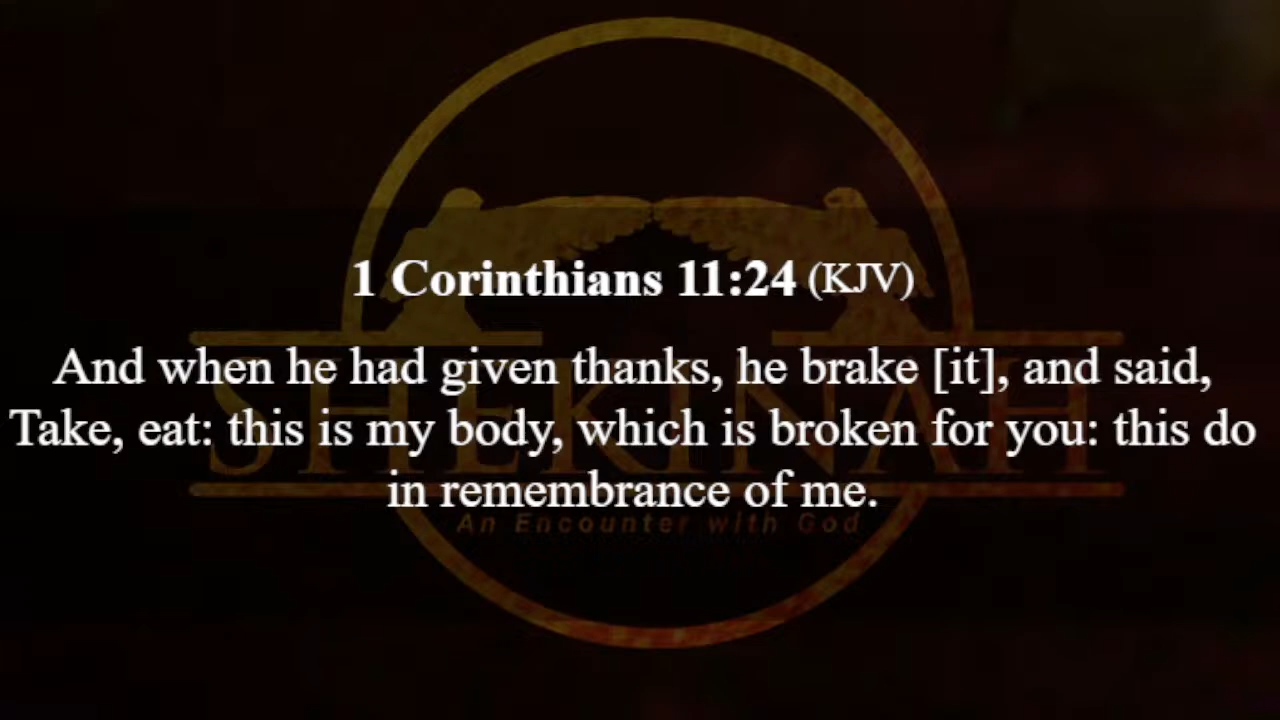 1 Corinthians 11:24 (KJV)
And when he had given thanks, he brake [it], and said,
Take, eat: this is my body, which is broken for you: this do
in remembrance of me.
SHEKINAH
An Encounter with God